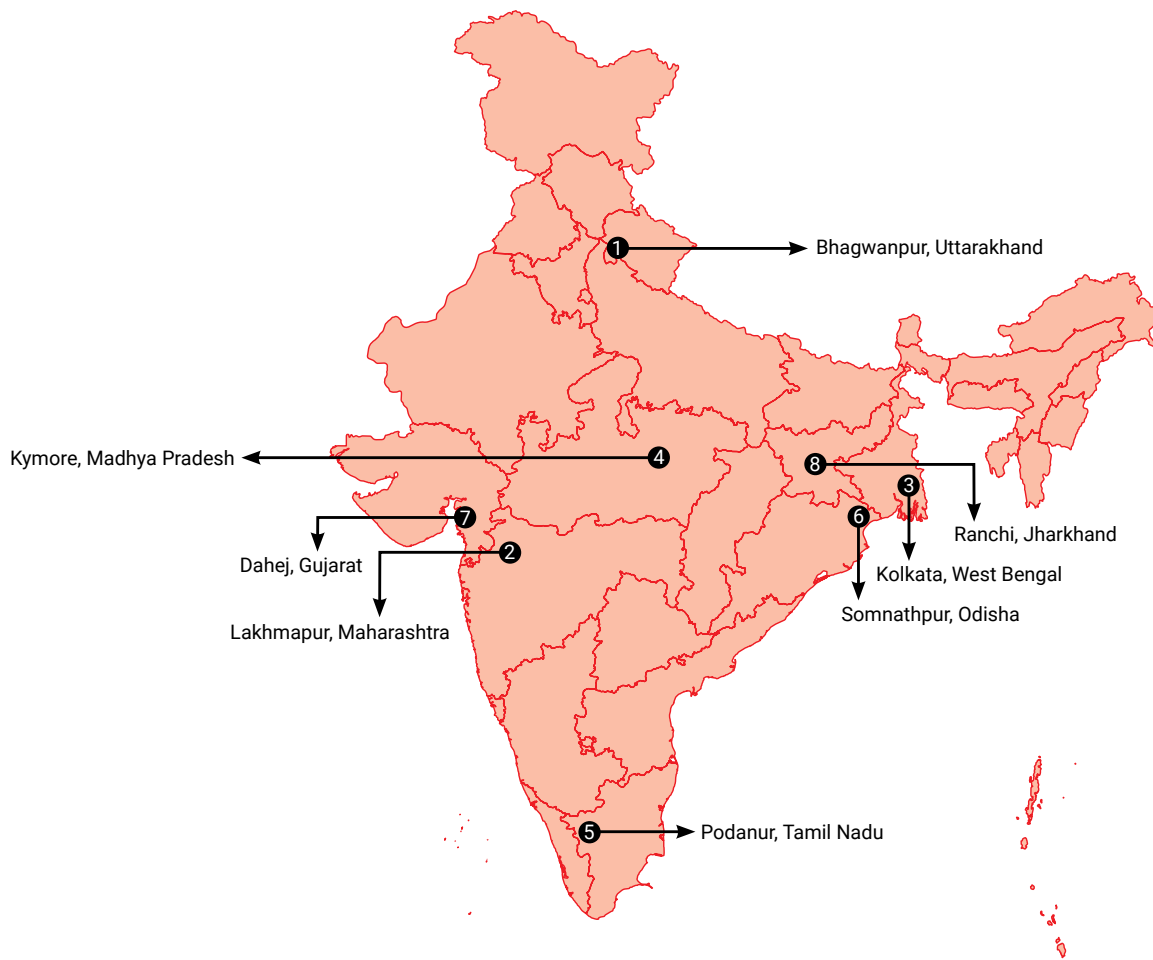 1
Bhagwanpur, Uttarakhand
Kymore, Madhya Pradesh
4
8
3
7
6
Ranchi, Jharkhand
2
Dahej, Gujarat
Kolkata, West Bengal
Somnathpur, Odisha
Lakhmapur, Maharashtra
5
Podanur, Tamil Nadu